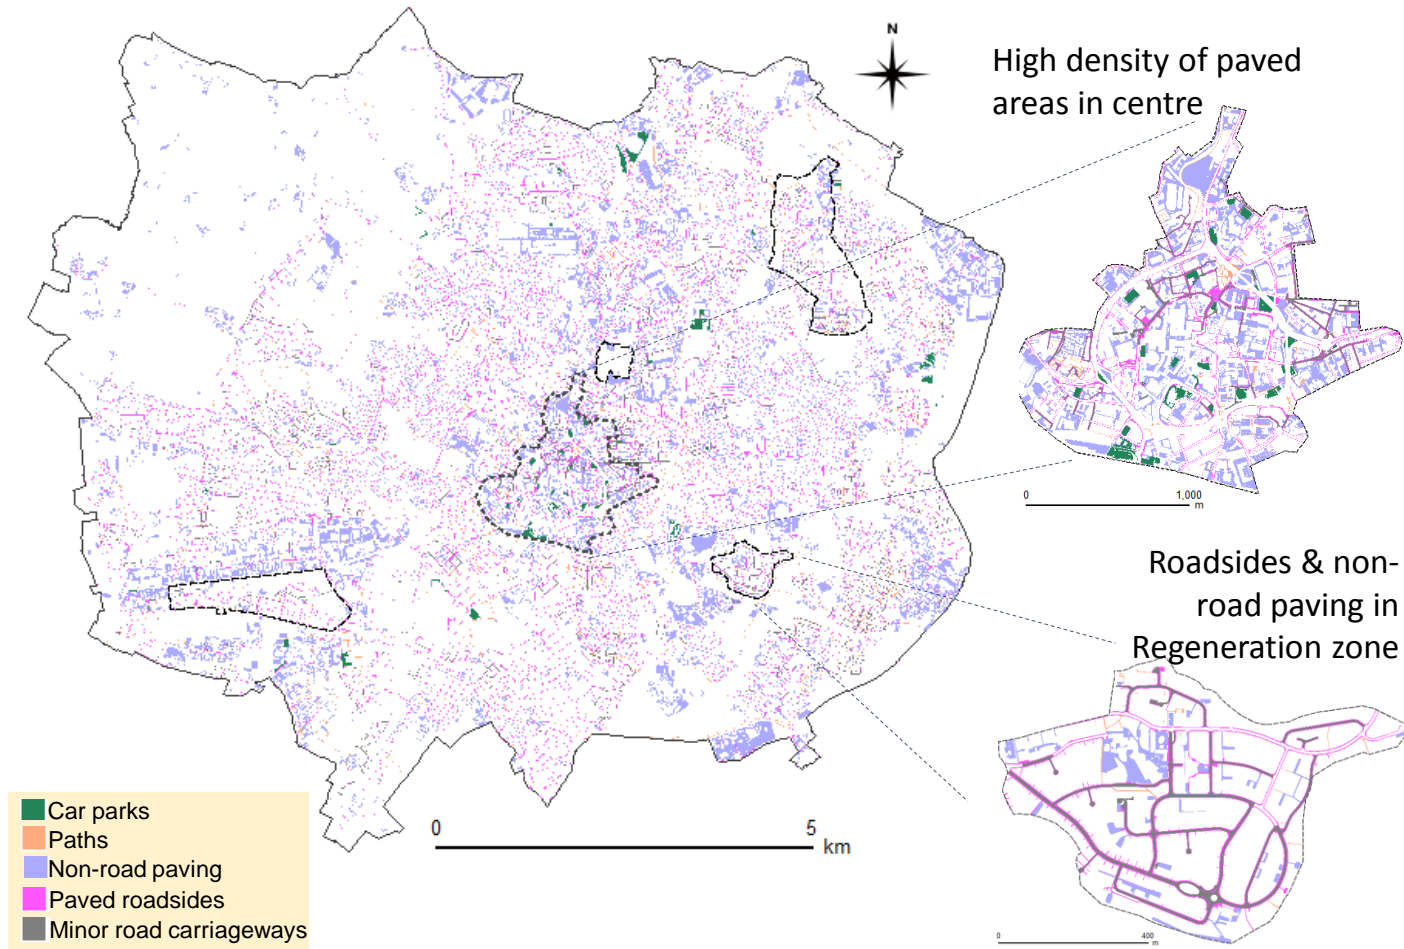 N
High density of paved
areas in centre
0
1,000
m
Roadsides & non-
road paving in
Regeneration zone
0
5
km
Car parks
Paths
Non-road paving
Paved roadsides
Minor road carriageways
0
400
m